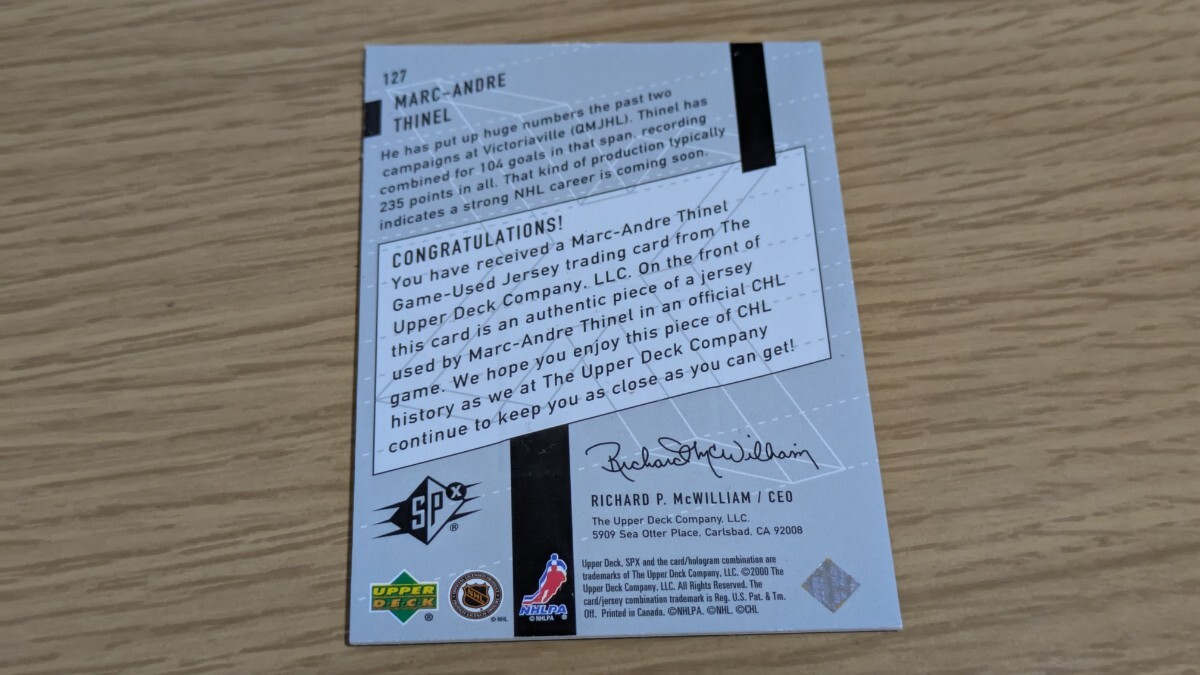 127
MARC-ANDRE
THINEL
He has put up huge numbers the past two
campaigns at Victoriaville (QMJHL). Thinel has
combined for 104 goals in that span, recording
235 points in all. That kind of production typically
indicates a strong NHL career is coming soon.
CONGRATULATIONS!
You have received a Marc-Andre Thinel
Game-Used Jersey trading card from The
Upper Deck Company, LLC. On the front of
this card is an authentic piece of a jersey
used by Marc-Andre Thinel in an official CHL
game. We hope you enjoy this piece of CHL
history as we at The Upper Deck Company
continue to keep you as close as you can get!
Richard McWilliam
SPx®
RICHARD P. McWILLIAM / CEO
The Upper Deck Company, LLC.
5909 Sea Otter Place, Carlsbad, CA 92008
Upper Deck, SPX and the card/hologram combination are
trademarks of The Upper Deck Company, LLC. ©2000 The
Upper Deck Company, LLC. All Rights Reserved. The
card/jersey combination trademark is Reg. U.S. Pat. & Tm.
Off. Printed in Canada. ©NHLPA. ©NHL. ©CHL
UPPER
DECK®
NHL
© NHL
NHLPA
© NHLPA